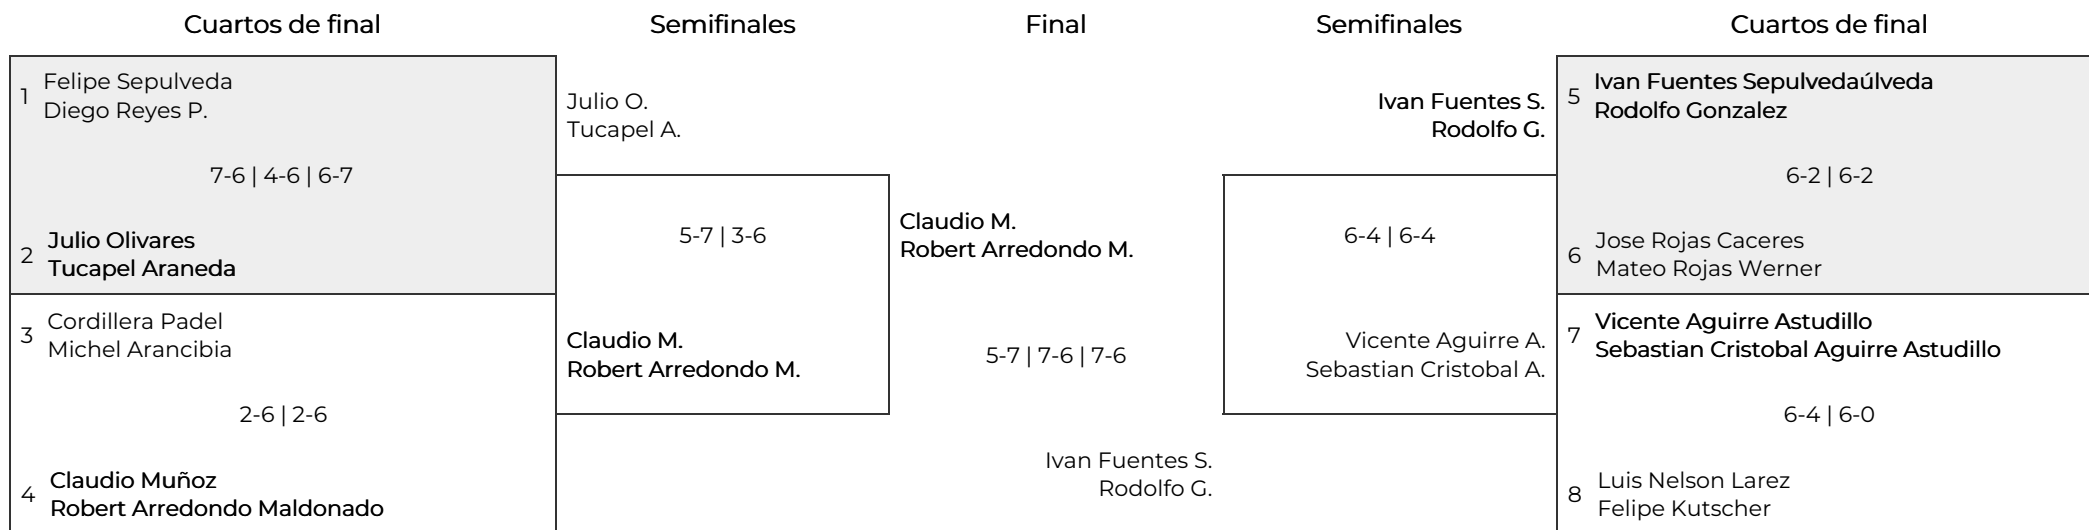 Cuartos de final
Semifinales
Final
Semifinales
Cuartos de final
1
Felipe Sepulveda
Diego Reyes P.
7-6 | 4-6 | 6-7
2
Julio Olivares
Tucapel Araneda
3
Cordillera Padel
Michel Arancibia
2-6 | 2-6
4
Claudio Muñoz
Robert Arredondo Maldonado
Julio O.
Tucapel A.
5-7 | 3-6
Claudio M.
Robert Arredondo M.
Claudio M.
Robert Arredondo M.
5-7 | 7-6 | 7-6
Ivan Fuentes S.
Rodolfo G.
Ivan Fuentes S.
Rodolfo G.
6-4 | 6-4
Vicente Aguirre A.
Sebastian Cristobal A.
5
Ivan Fuentes Sepulvedaúlveda
Rodolfo Gonzalez
6-2 | 6-2
6
Jose Rojas Caceres
Mateo Rojas Werner
7
Vicente Aguirre Astudillo
Sebastian Cristobal Aguirre Astudillo
6-4 | 6-0
8
Luis Nelson Larez
Felipe Kutscher